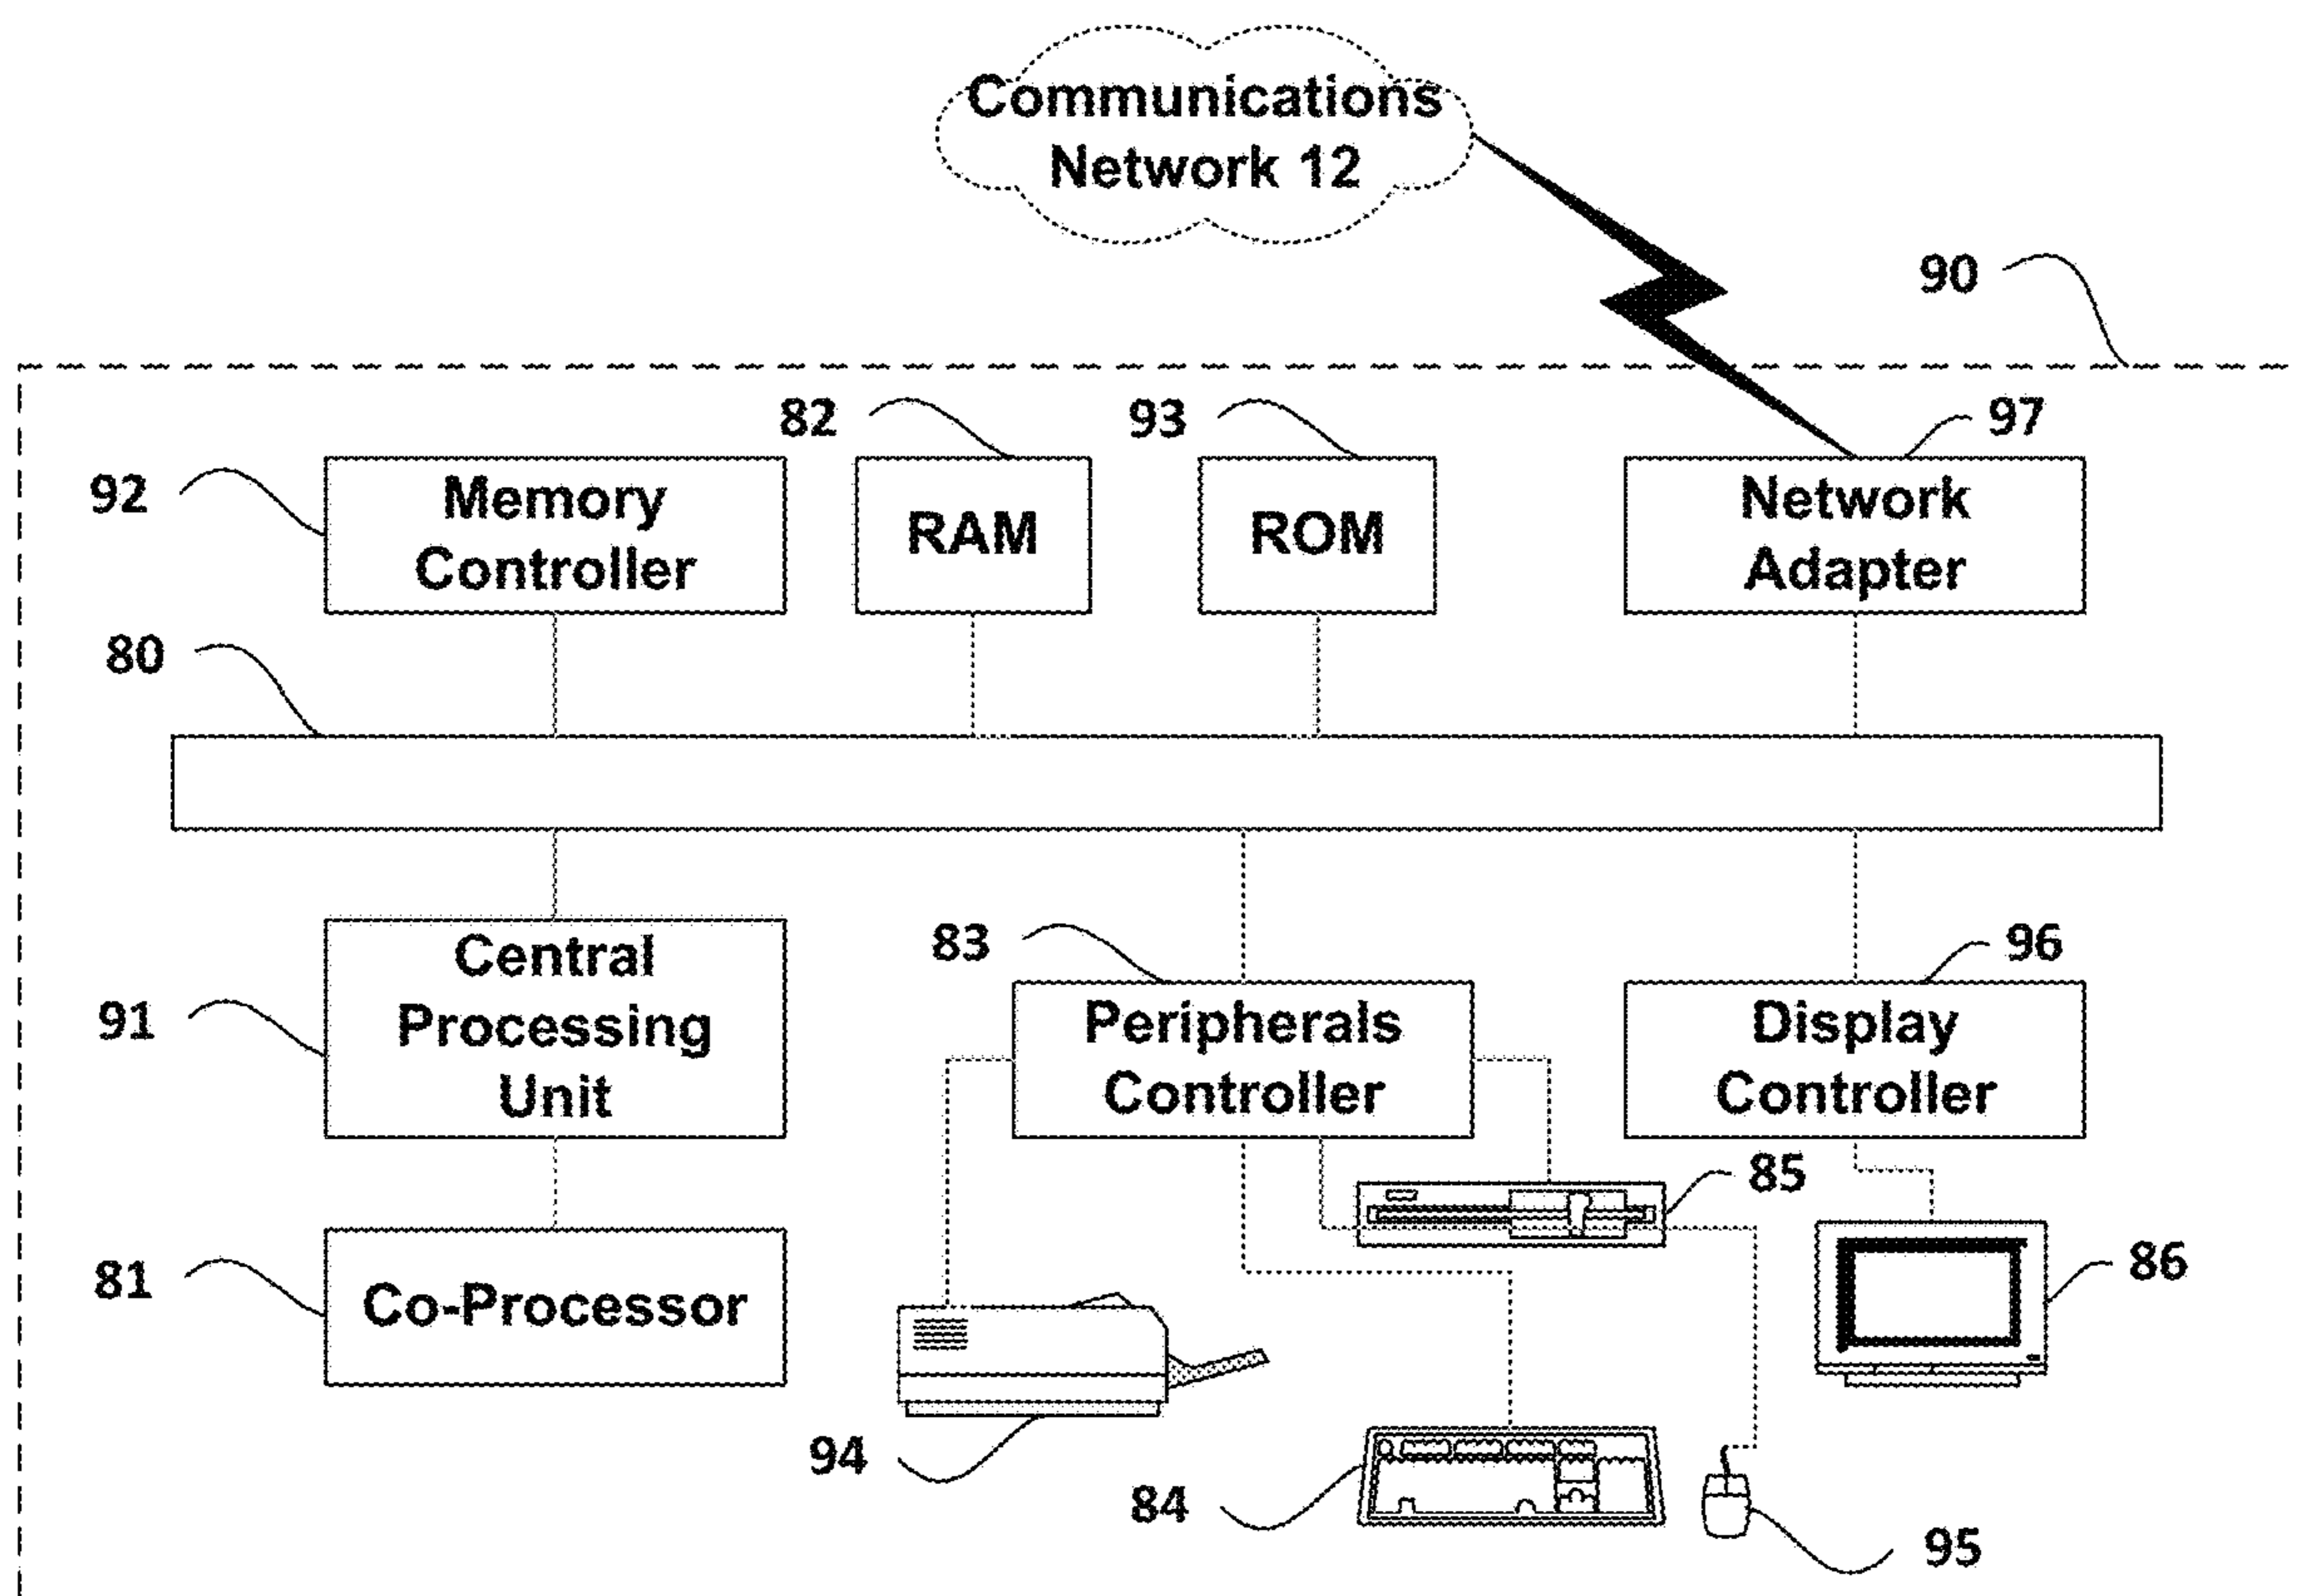 Communications
Network 12
90
82
93
97
92
Memory
Controller
RAM
ROM
Network
Adapter
80
83
96
91
Central
Processing
Unit
Peripherals
Controller
Display
Controller
85
86
81
Co-Processor
94
84
95